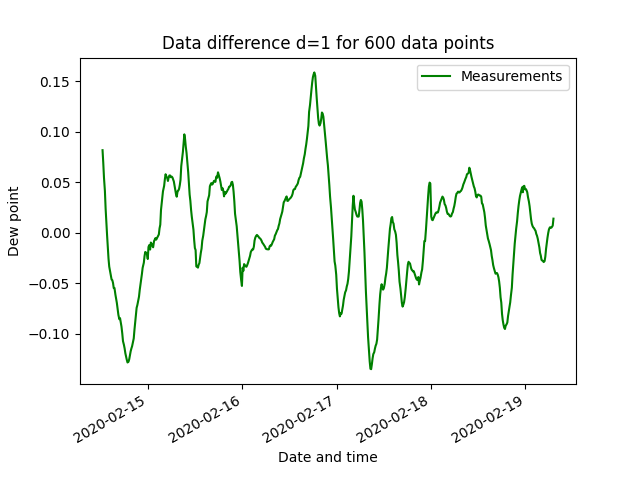 Data difference d=1 for 600 data points
Measurements
0.15
0.10
0.05
0.00
−0.05
−0.10
Dew point
2020-02-15
2020-02-16
2020-02-17
2020-02-18
2020-02-19
Date and time